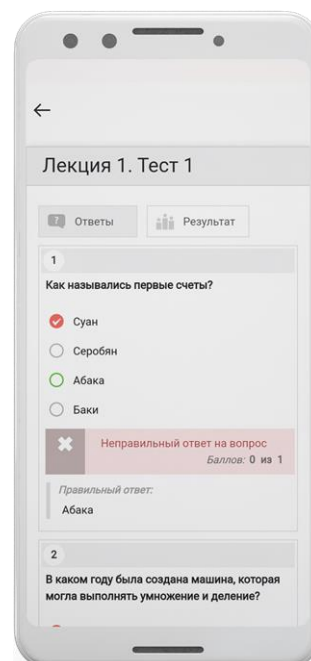 Лекция 1. Тест 1
Ответы
Результат
1
Как назывались первые счеты?
Суан
Серобян
Абака
Баки
Неправильный ответ на вопрос
Баллов: 0 из 1
Правильный ответ:
Абака
2
В каком году была создана машина, которая
могла выполнять умножение и деление?